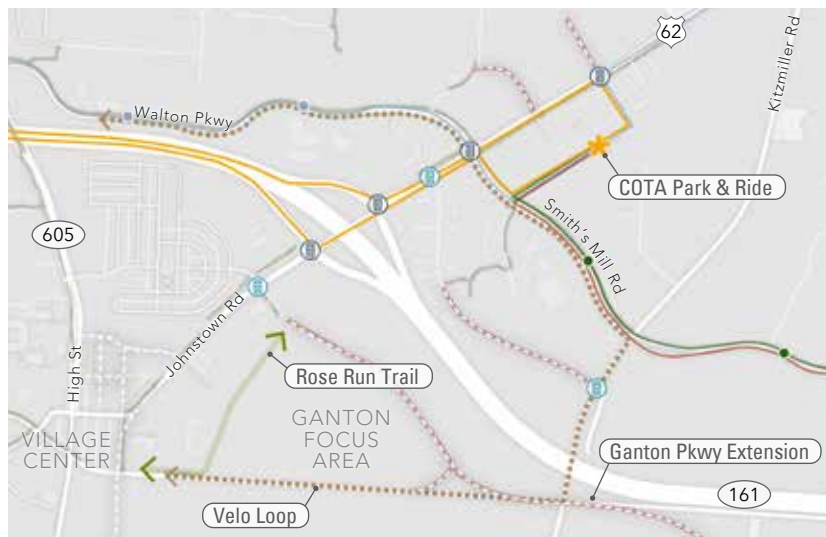 62
Kitzmiller Rd
Walton Pkwy
COTA Park & Ride
605
Smith's Mill Rd
Johnstown Rd
High St
Rose Run Trail
VILLAGE
CENTER
GANTON
FOCUS
AREA
Ganton Pkwy Extension
161
Velo Loop